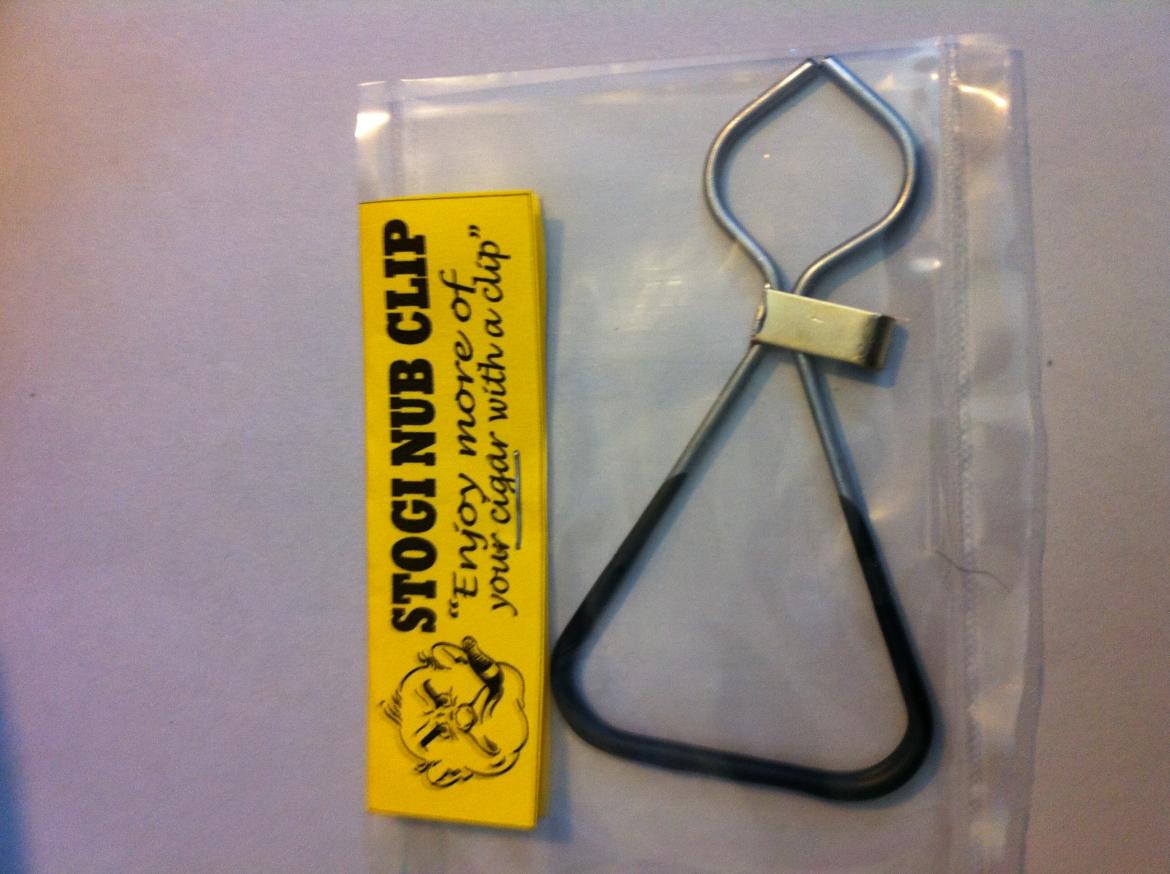 STOGI NUB CLIP
"Enjoy more of
your cigar with a clip"